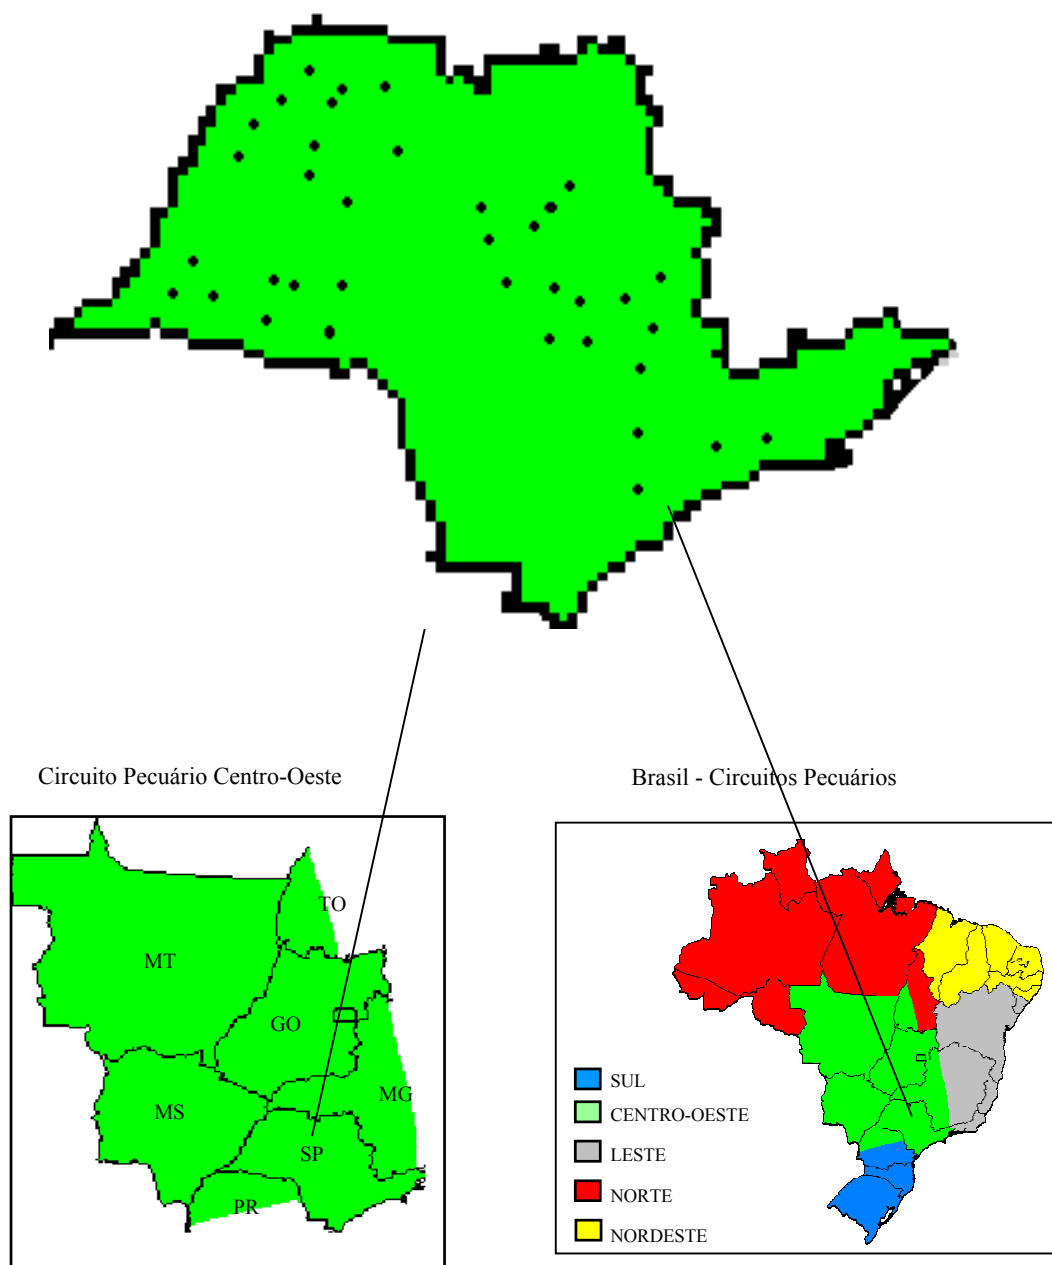 Circuito Pecuário Centro-Oeste
Brasil - Circuitos Pecuários
TO
MT
GO
MS
MG
SP
PR
SUL
CENTRO-OESTE
LESTE
NORTE
NORDESTE